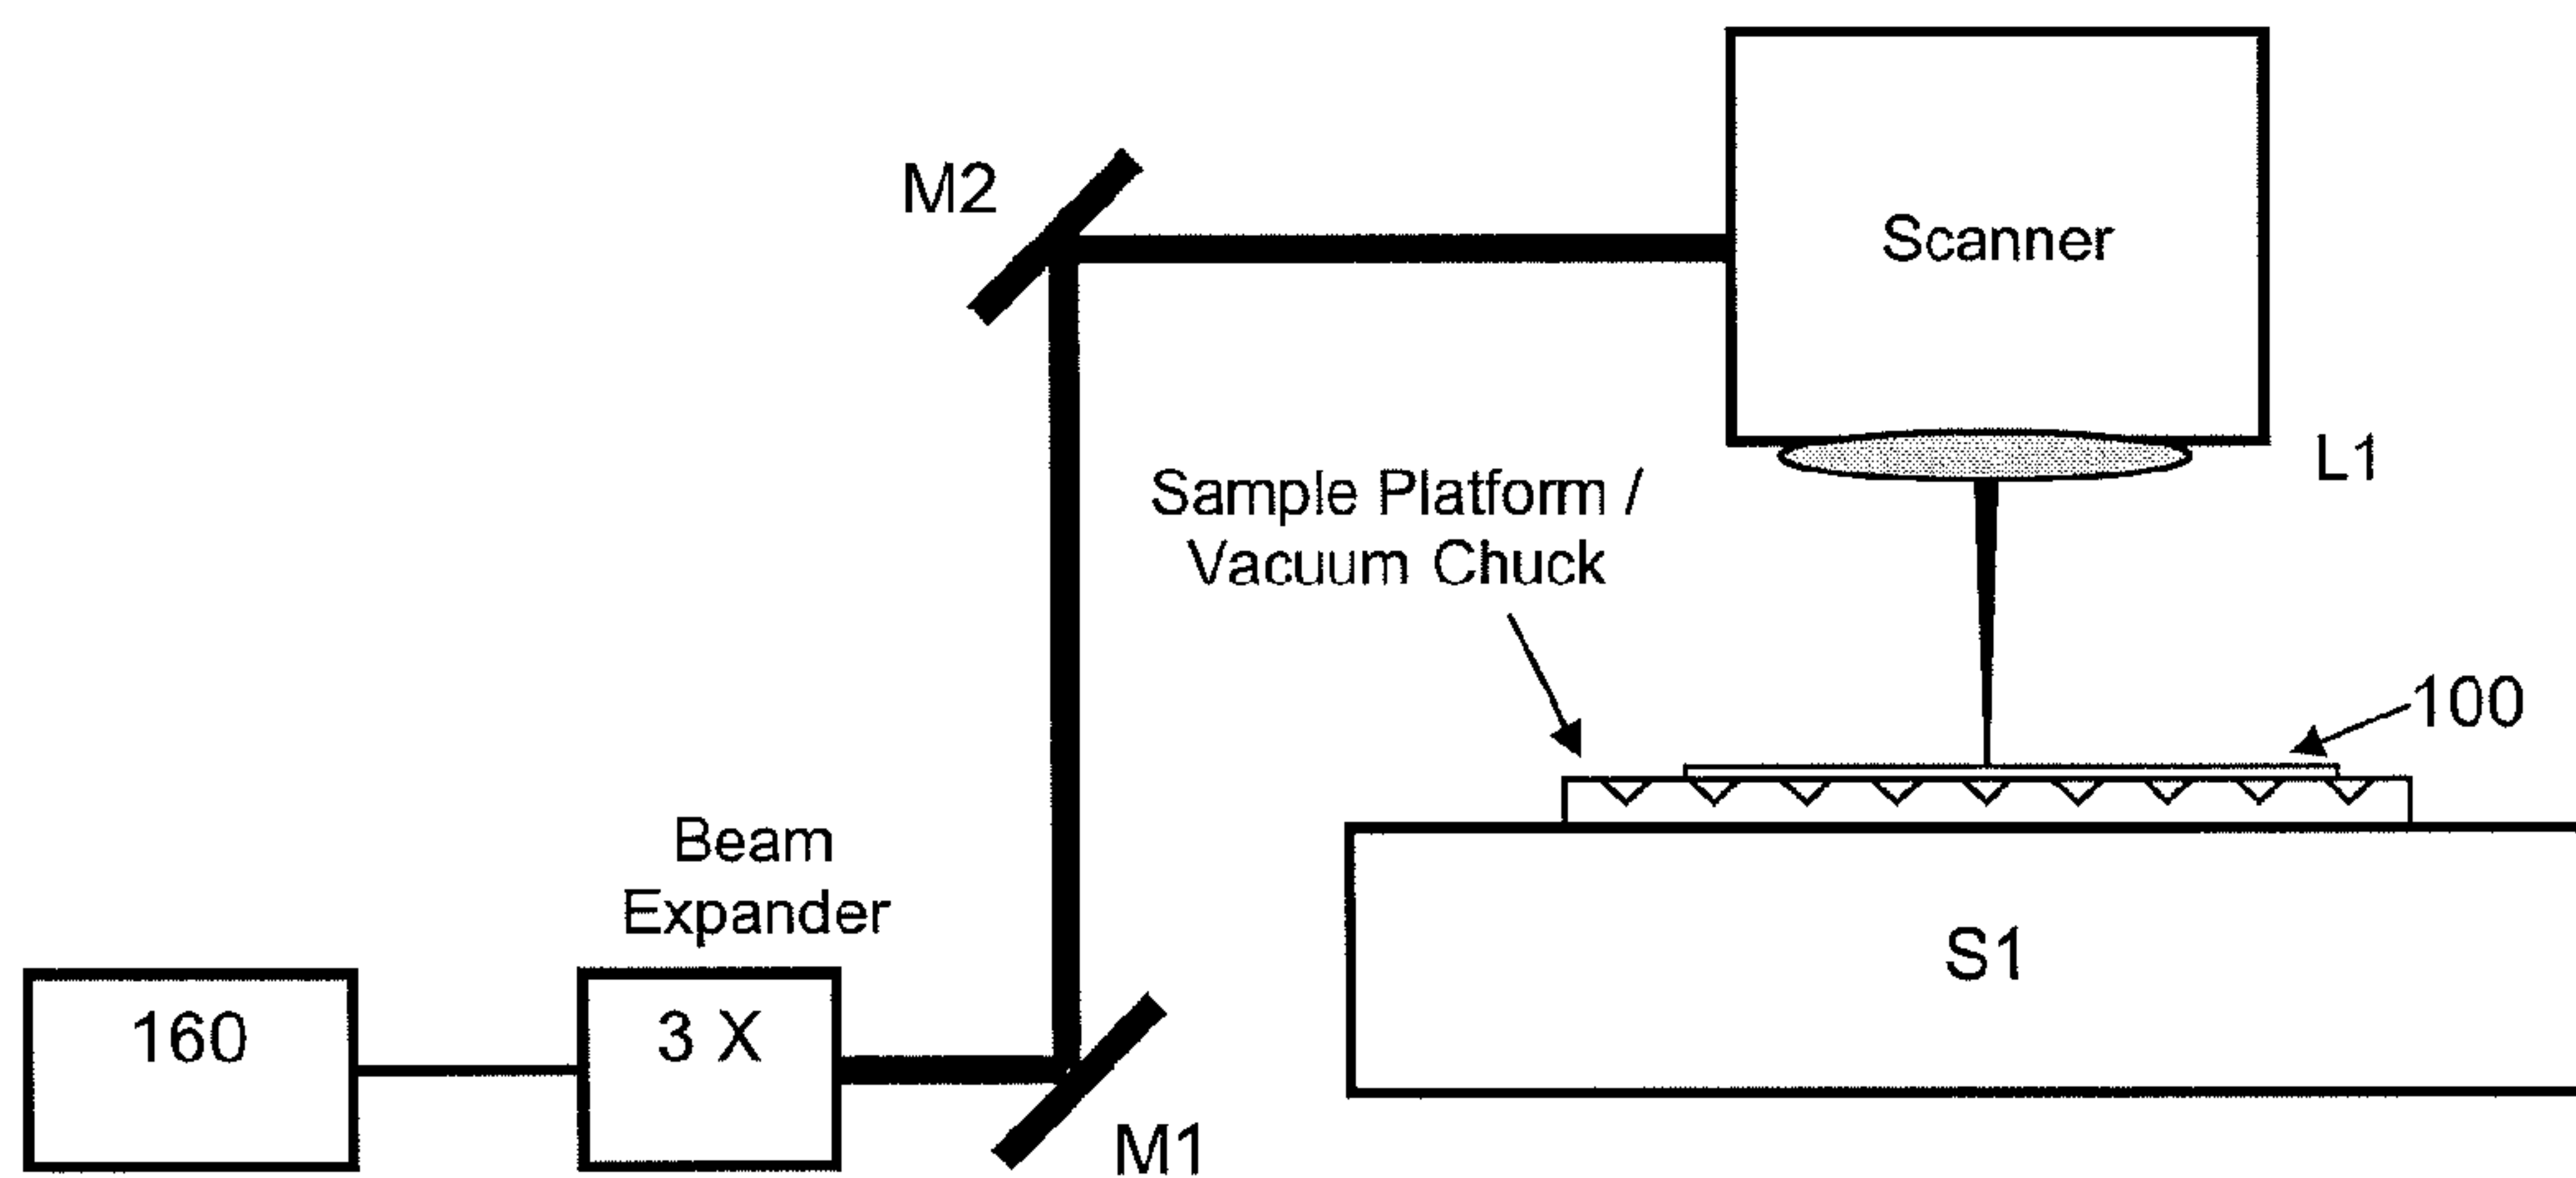 M2
Scanner
L1
Sample Platform /
Vacuum Chuck
100
Beam
Expander
S1
160
3 X
M1